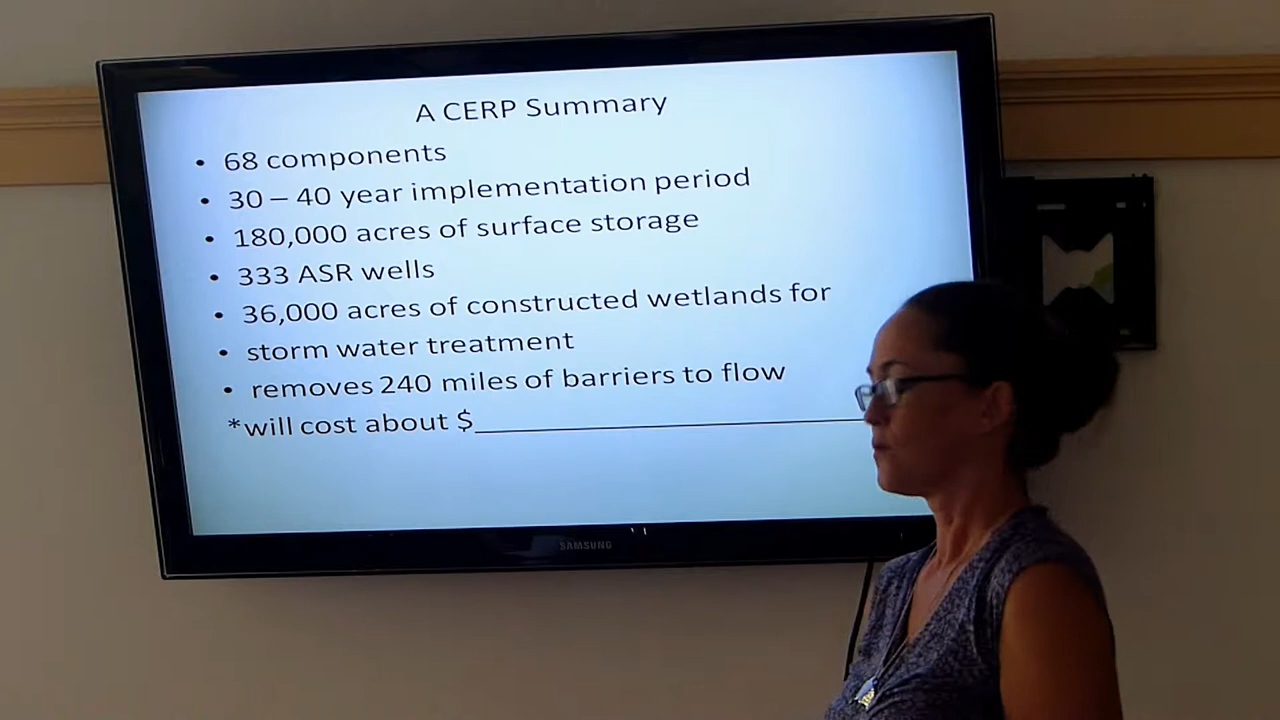 A CERP Summary
• 68 components
• 30 – 40 year implementation period
• 180,000 acres of surface storage
• 333 ASR wells
• 36,000 acres of constructed wetlands for
• storm water treatment
• removes 240 miles of barriers to flow
*will cost about $____________________
SAMSUNG